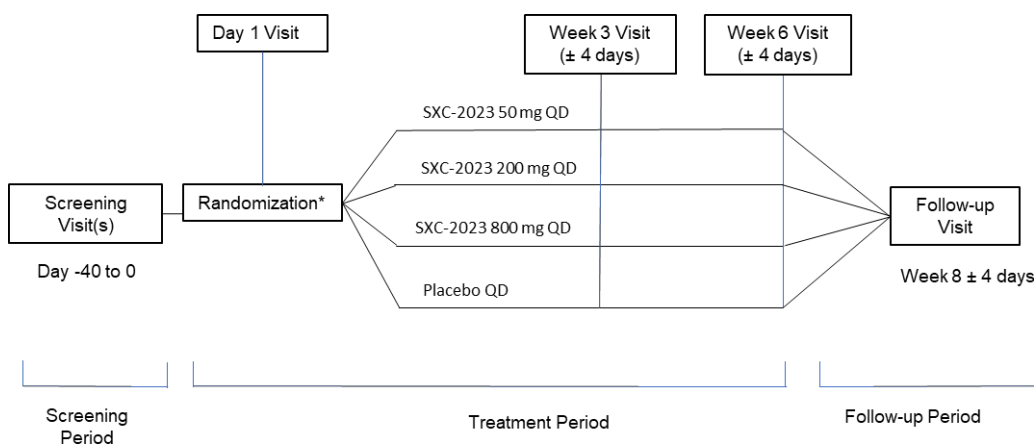 Day 1 Visit
Week 3 Visit
(± 4 days)
Week 6 Visit
(± 4 days)
SXC-2023 50 mg QD
SXC-2023 200 mg QD
Screening
Visit(s)
Randomization*
Follow-up
Visit
SXC-2023 800 mg QD
Day -40 to 0
Week 8 ± 4 days
Placebo QD
Screening
Period
Treatment Period
Follow-up Period